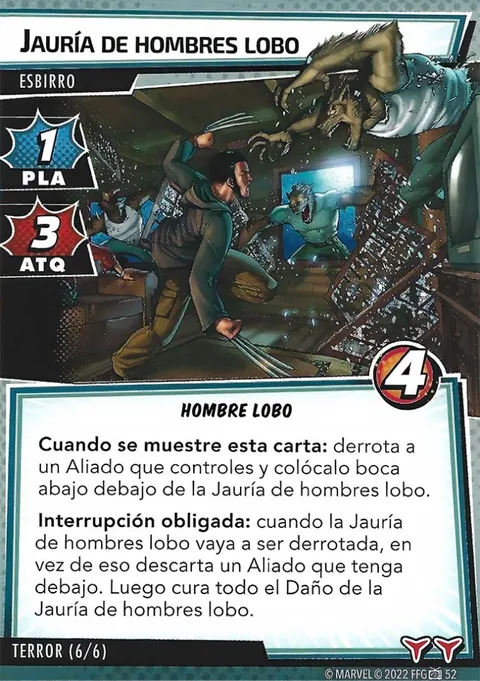 JAURÍA DE HOMBRES LOBO
ESBIRRO
1
PLA
3
ATQ
4
HOMBRE LOBO
Cuando se muestre esta carta: derrota a
un Aliado que controles y colócalo boca
abajo debajo de la Jauría de hombres lobo.
Interrupción obligada: cuando la Jauría
de hombres lobo vaya a ser derrotada, en
vez de eso descarta un Aliado que tenga
debajo. Luego cura todo el Daño de la
Jauría de hombres lobo.
TERROR (6/6)
© MARVEL © 2022 FFG 52